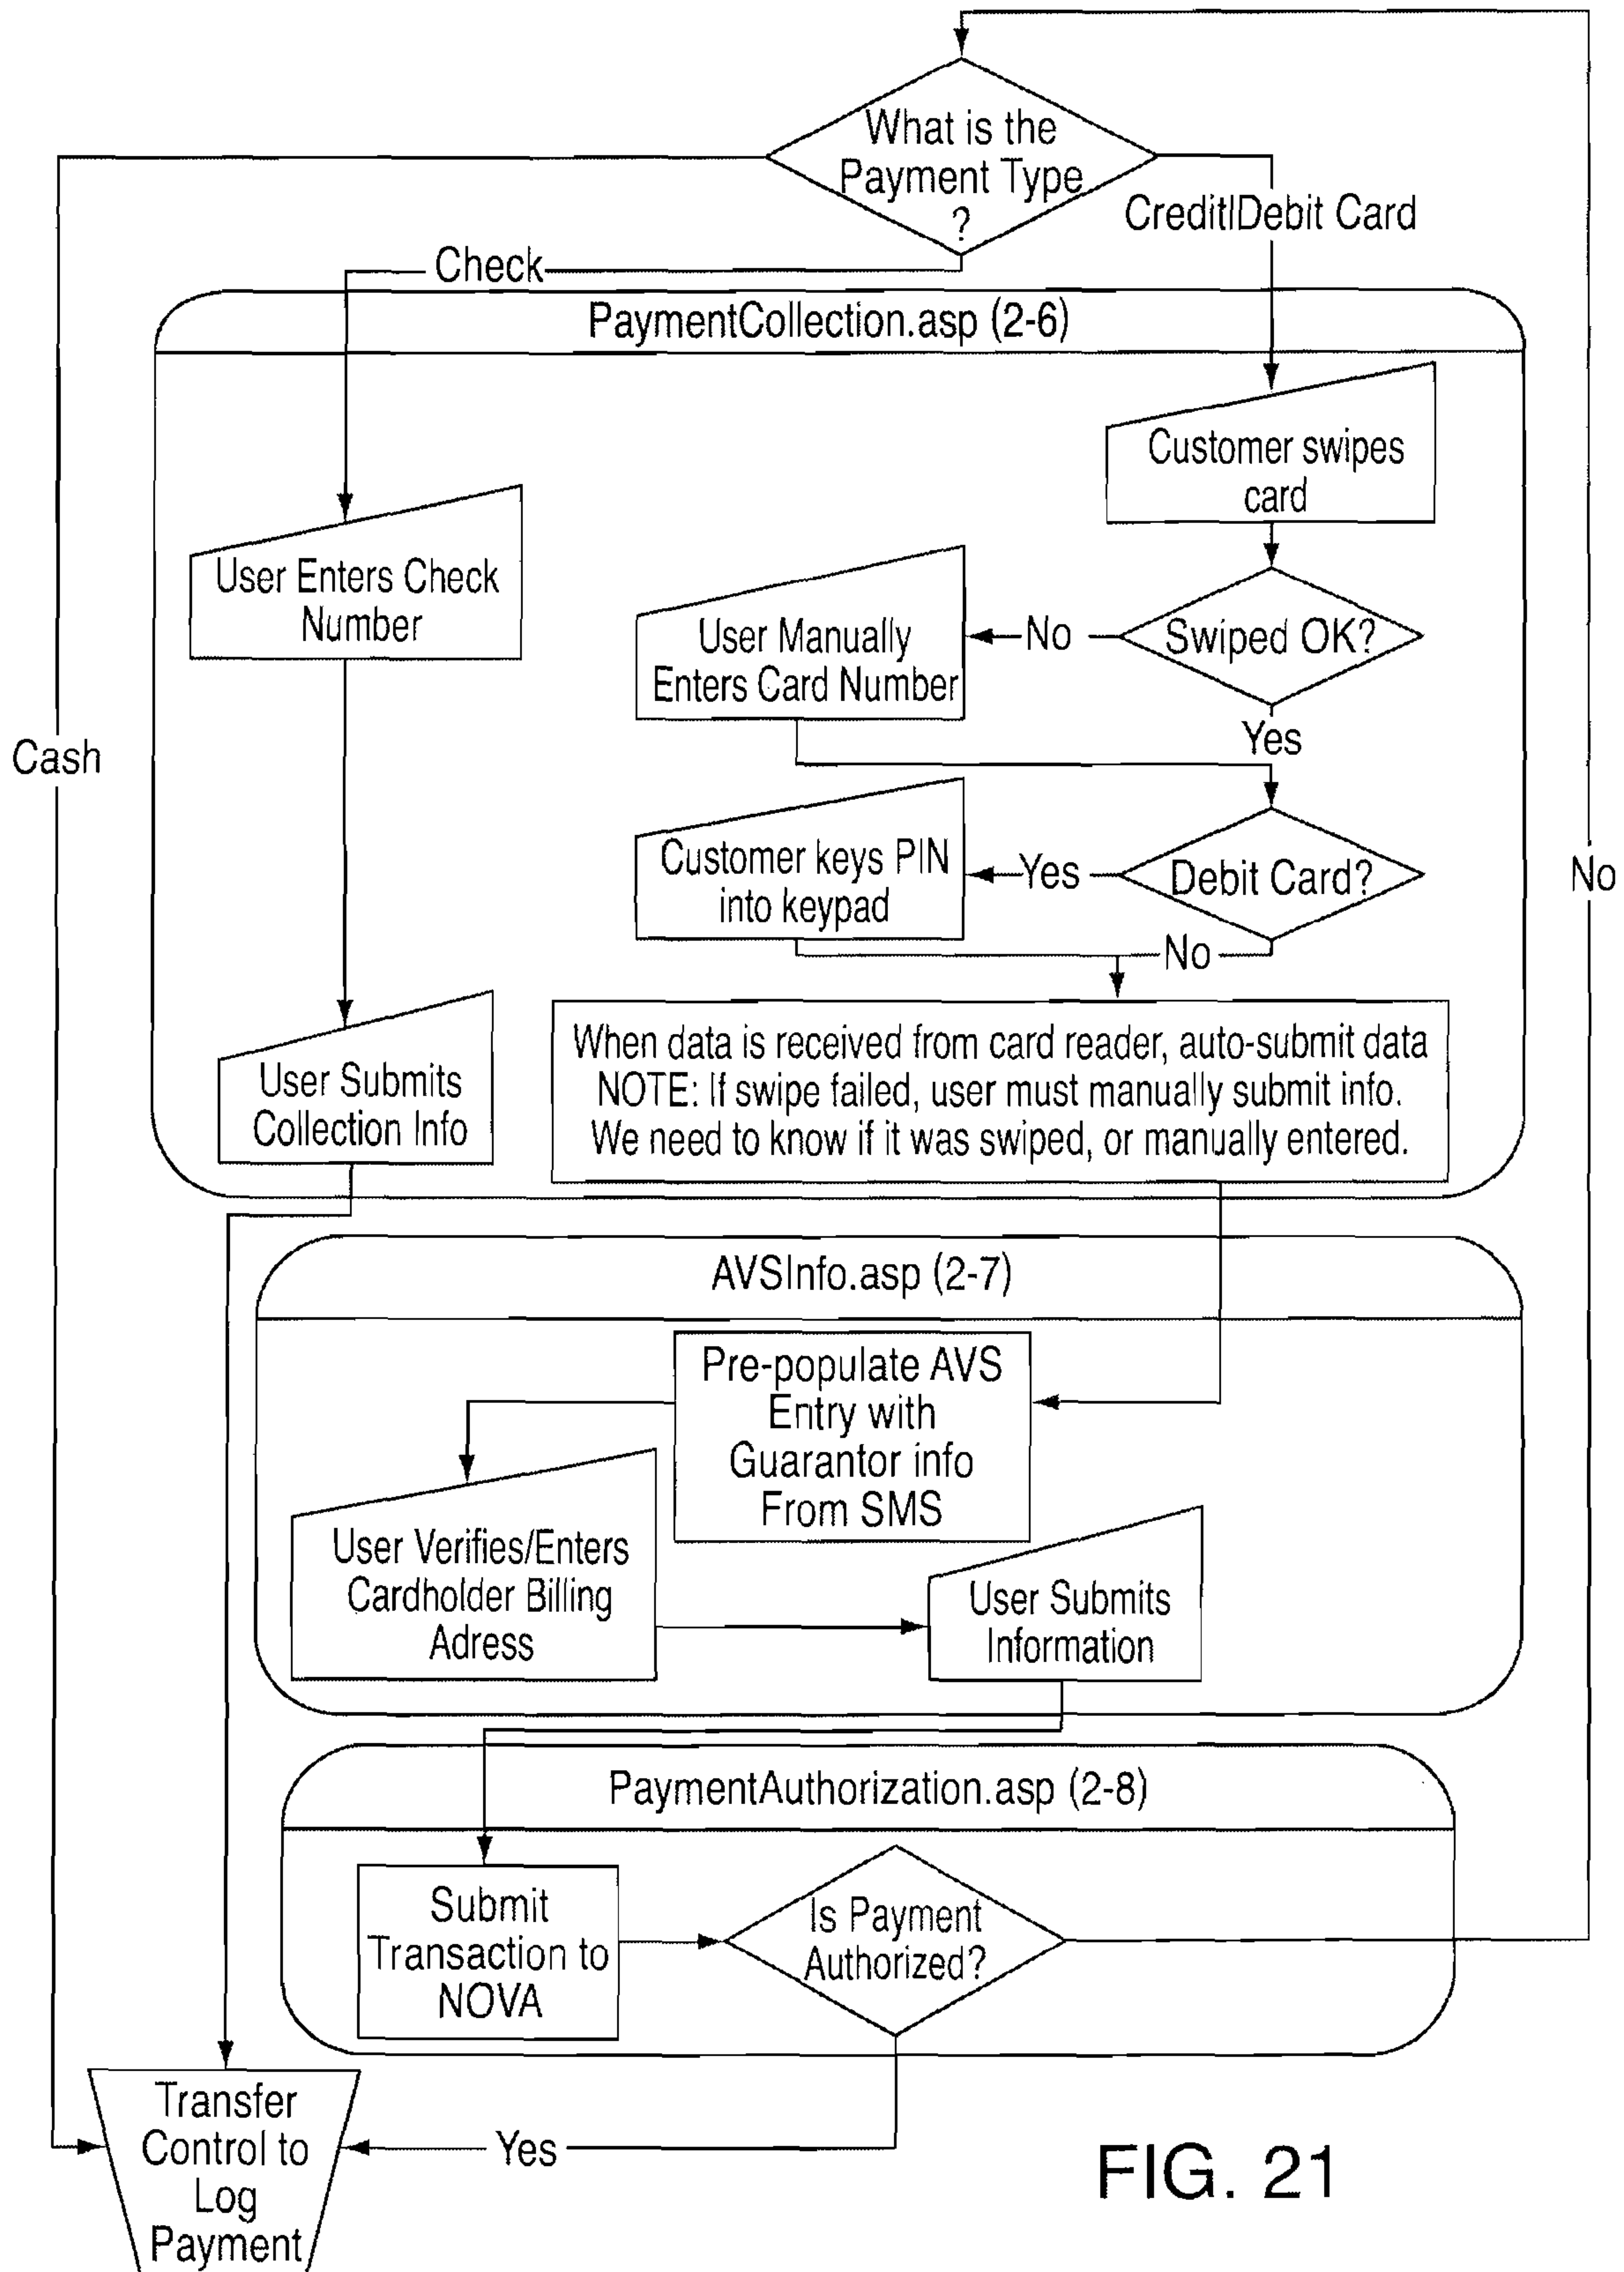 What is the
Payment Type
?
Credit|Debit Card
Check
PaymentCollection.asp (2-6)
Customer swipes
card
User Enters Check
Number
User Manually
Enters Card Number
No
Swiped OK?
Yes
Cash
Customer keys PIN
into keypad
Yes
Debit Card?
No
No
When data is received from card reader, auto-submit data
NOTE: If swipe failed, user must manually submit info.
We need to know if it was swiped, or manually entered.
User Submits
Collection Info
AVSInfo.asp (2-7)
Pre-populate AVS
Entry with
Guarantor info
From SMS
User Verifies/Enters
Cardholder Billing
Adress
User Submits
Information
PaymentAuthorization.asp (2-8)
Submit
Transaction to
NOVA
Is Payment
Authorized?
Transfer
Control to
Log
Payment
Yes
FIG. 21